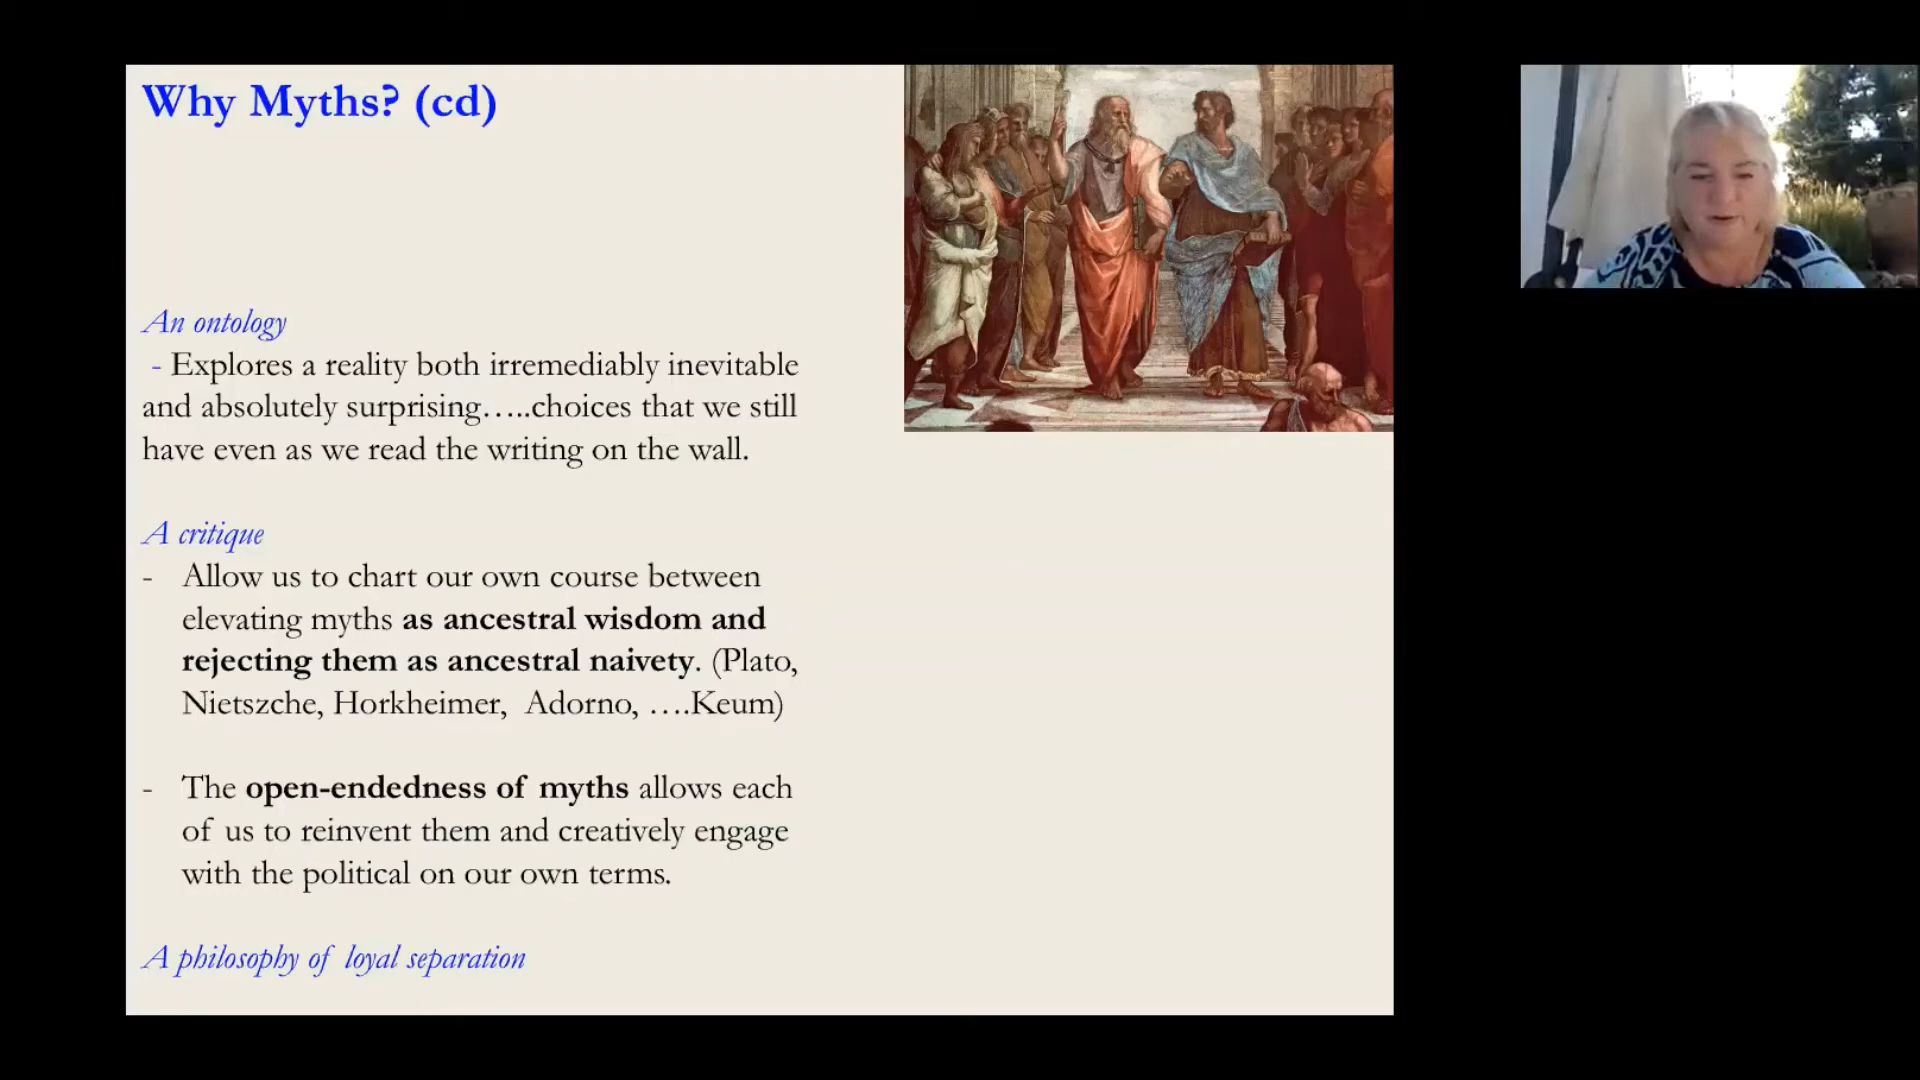 Why Myths? (cd)
An ontology
- Explores a reality both irremediably inevitable
and absolutely surprising…..choices that we still
have even as we read the writing on the wall.
A critique
- Allow us to chart our own course between
elevating myths as ancestral wisdom and
rejecting them as ancestral naivety. (Plato,
Nietszche, Horkheimer, Adorno, ….Keum)
- The open-endedness of myths allows each
of us to reinvent them and creatively engage
with the political on our own terms.
A philosophy of loyal separation